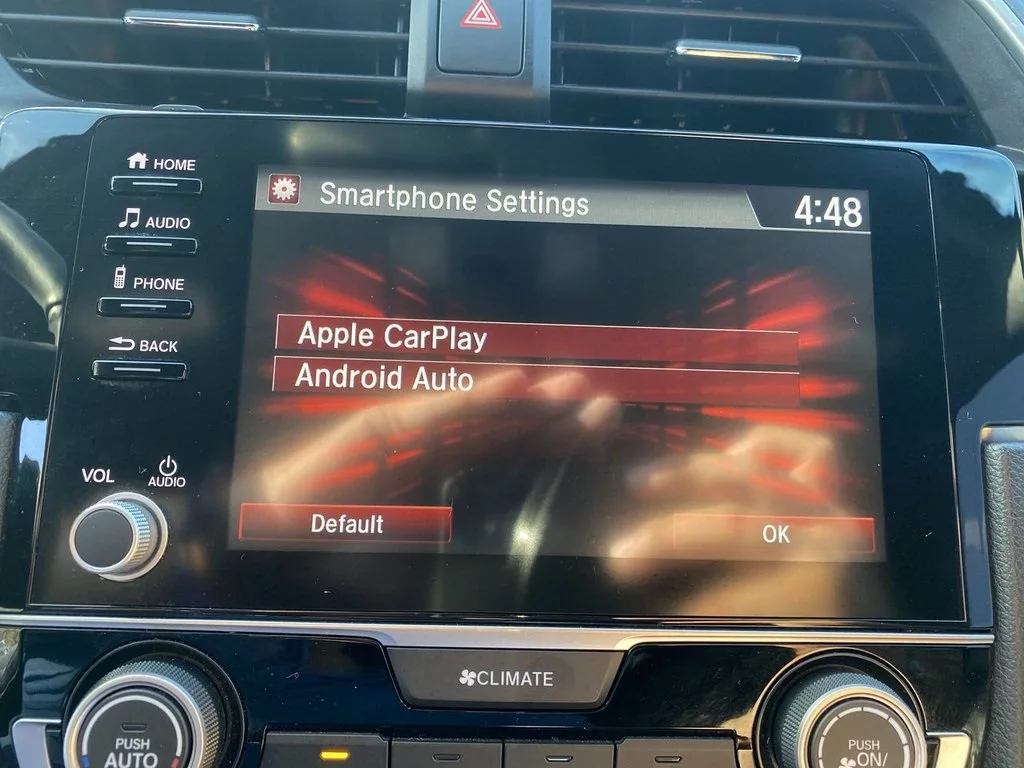 HOME
AUDIO
PHONE
BACK
VOL
AUDIO
Smartphone Settings
4:48
Apple CarPlay
Android Auto
Default
OK
CLIMATE
PUSH
AUTO
PUSH
ON/